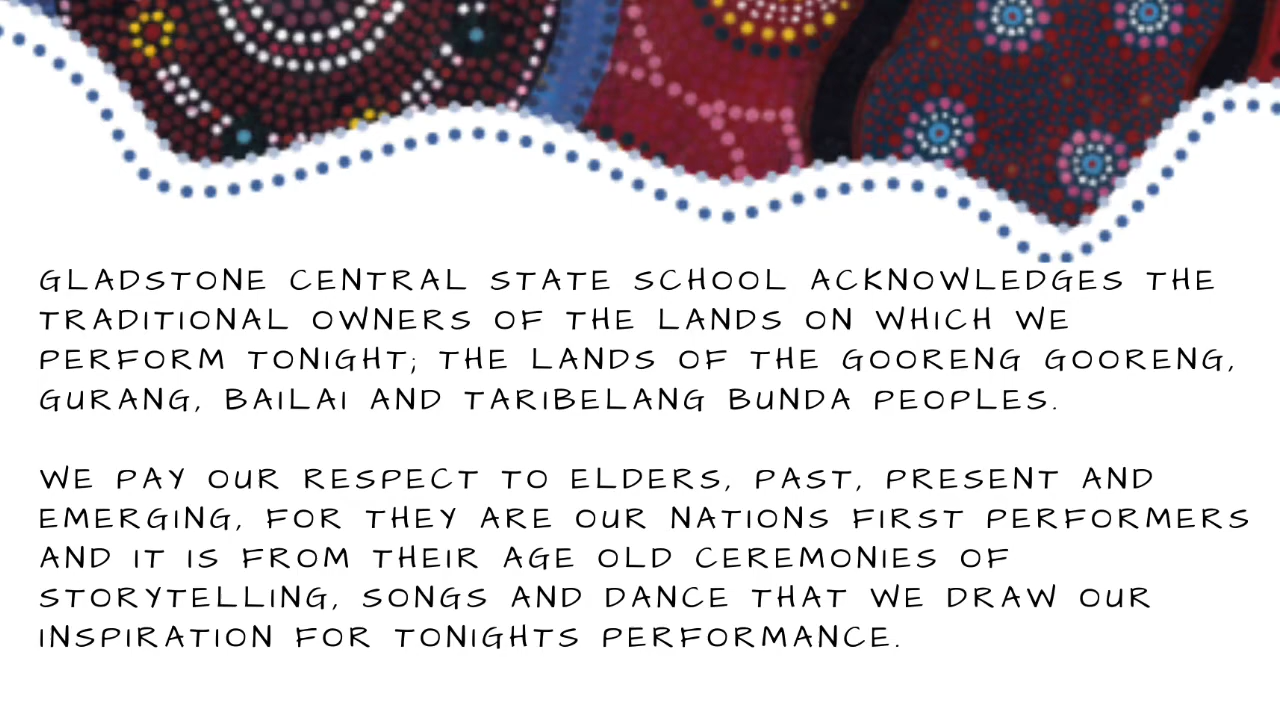 GLADSTONE CENTRAL STATE SCHOOL ACKNOWLEDGES THE
TRADITIONAL OWNERS OF THE LANDS ON WHICH WE
PERFORM TONIGHT; THE LANDS OF THE GOORENG GOORENG,
GURANG, BAILAI AND TARIBELANG BUNDA PEOPLES.
WE PAY OUR RESPECT TO ELDERS, PAST, PRESENT AND
EMERGING, FOR THEY ARE OUR NATIONS FIRST PERFORMERS
AND IT IS FROM THEIR AGE OLD CEREMONIES OF
STORYTELLING, SONGS AND DANCE THAT WE DRAW OUR
INSPIRATION FOR TONIGHTS PERFORMANCE.